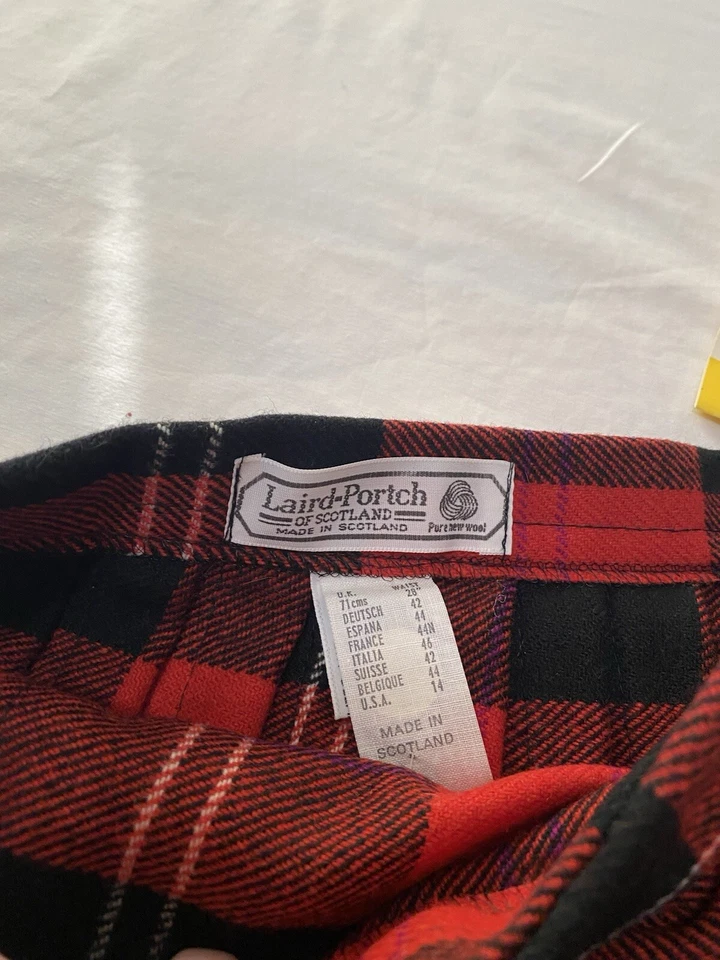 Laird-Portch
OF SCOTLAND
MADE IN SCOTLAND
Pure new wool
U.K. WAIST
71cms 28"
DEUTSCH 42
ESPANA 44
FRANCE 44N
ITALIA 46
SUISSE 42
BELGIQUE 44
U.S.A. 14
MADE IN
SCOTLAND